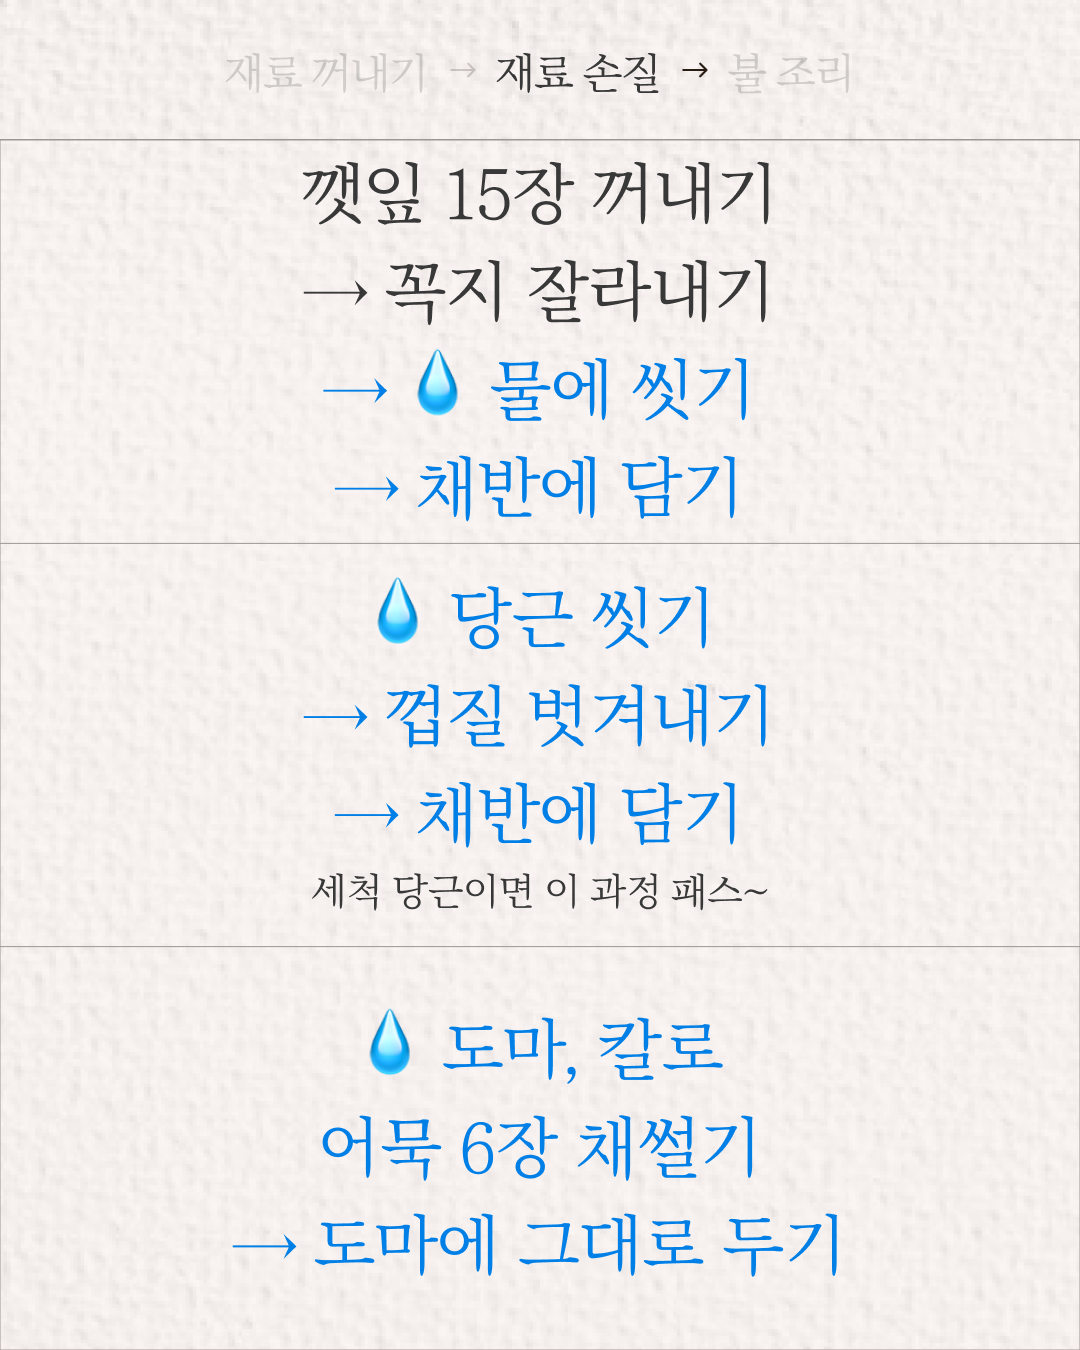 재료 꺼내기 → 재료 손질 → 불 조리
깻잎 15장 꺼내기
→ 꼭지 잘라내기
→ 💧 물에 씻기
→ 채반에 담기
💧 당근 씻기
→ 껍질 벗겨내기
→ 채반에 담기
세척 당근이면 이 과정 패스~
💧 도마, 칼로
어묵 6장 채썰기
→ 도마에 그대로 두기